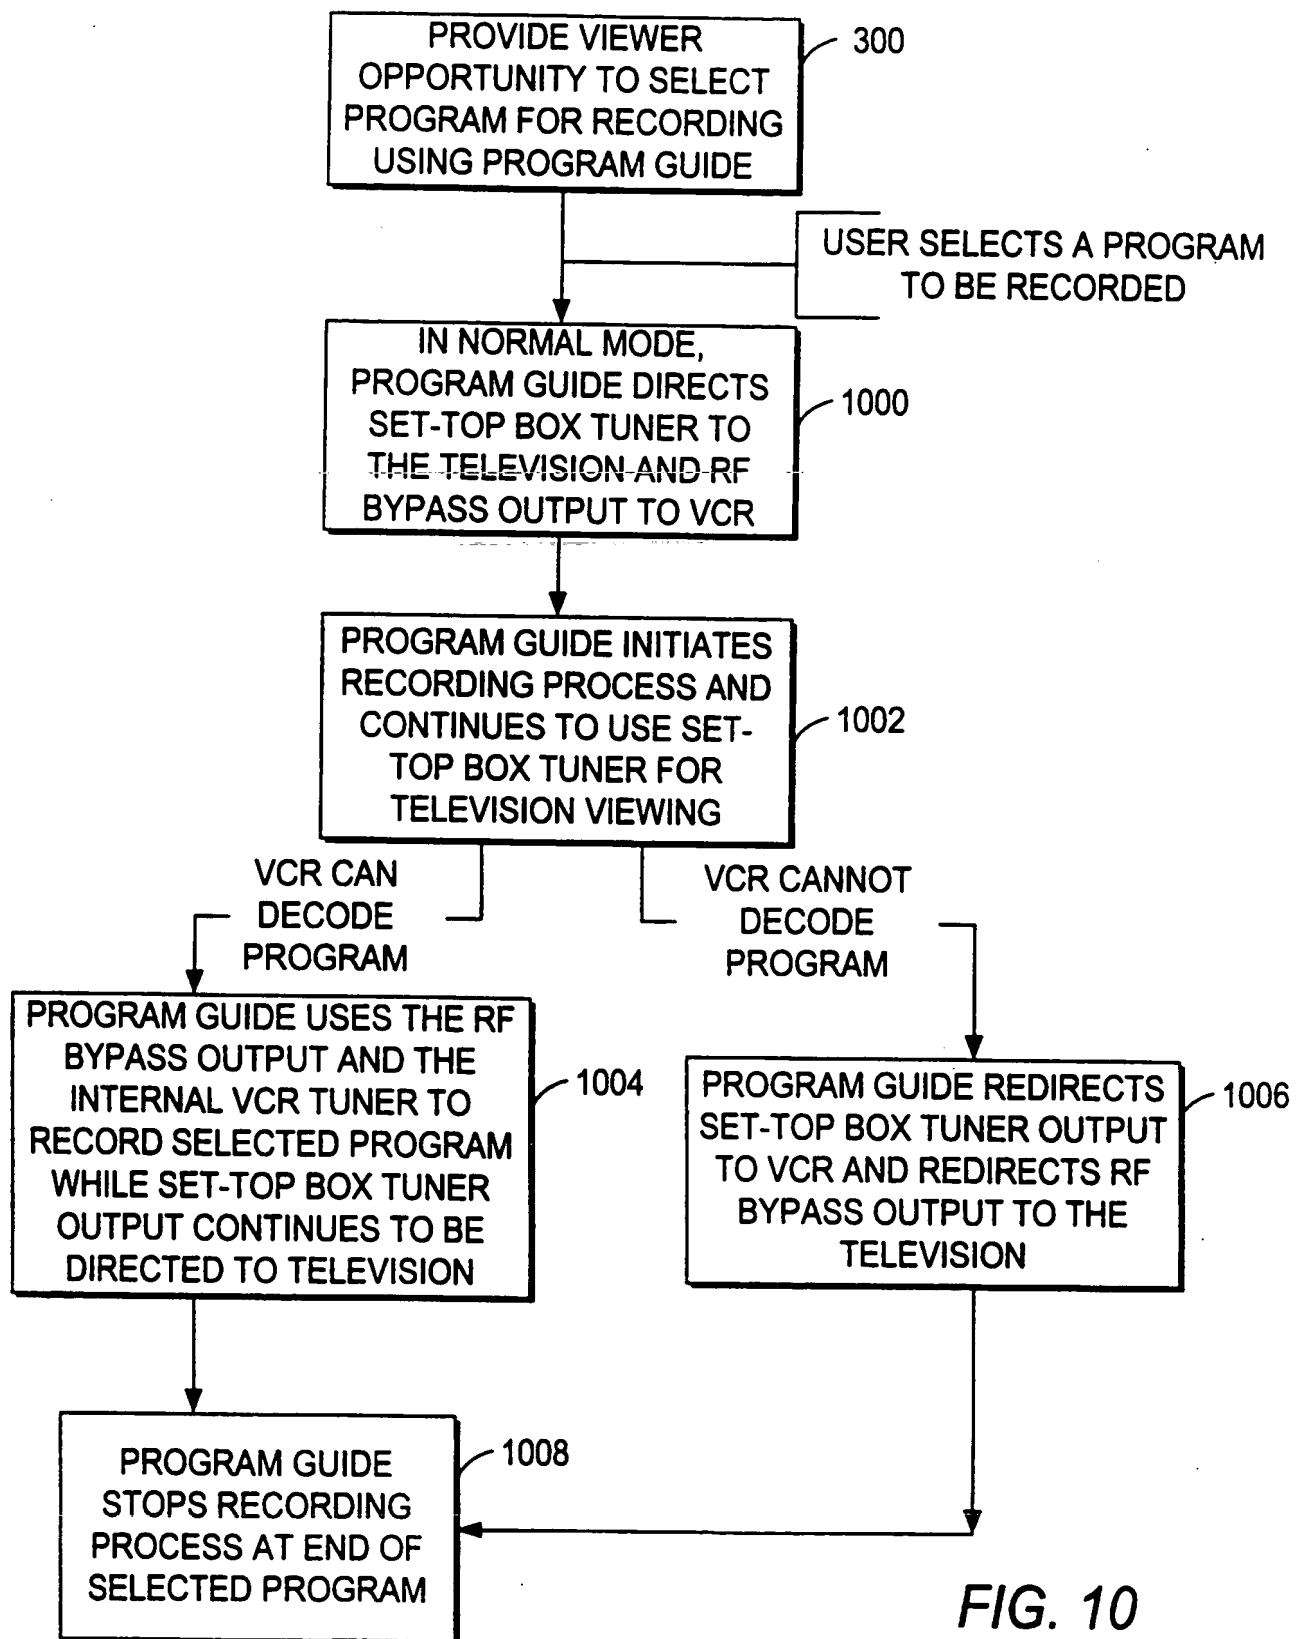 PROVIDE VIEWER
OPPORTUNITY TO SELECT
PROGRAM FOR RECORDING
USING PROGRAM GUIDE
300
USER SELECTS A PROGRAM
TO BE RECORDED
IN NORMAL MODE,
PROGRAM GUIDE DIRECTS
SET-TOP BOX TUNER TO
THE TELEVISION AND RF
BYPASS OUTPUT TO VCR
1000
PROGRAM GUIDE INITIATES
RECORDING PROCESS AND
CONTINUES TO USE SET-
TOP BOX TUNER FOR
TELEVISION VIEWING
1002
VCR CAN
DECODE
PROGRAM
VCR CANNOT
DECODE
PROGRAM
PROGRAM GUIDE USES THE RF
BYPASS OUTPUT AND THE
INTERNAL VCR TUNER TO
RECORD SELECTED PROGRAM
WHILE SET-TOP BOX TUNER
OUTPUT CONTINUES TO BE
DIRECTED TO TELEVISION
1004
PROGRAM GUIDE REDIRECTS
SET-TOP BOX TUNER OUTPUT
TO VCR AND REDIRECTS RF
BYPASS OUTPUT TO THE
TELEVISION
1006
PROGRAM GUIDE
STOPS RECORDING
PROCESS AT END OF
SELECTED PROGRAM
1008
FIG. 10